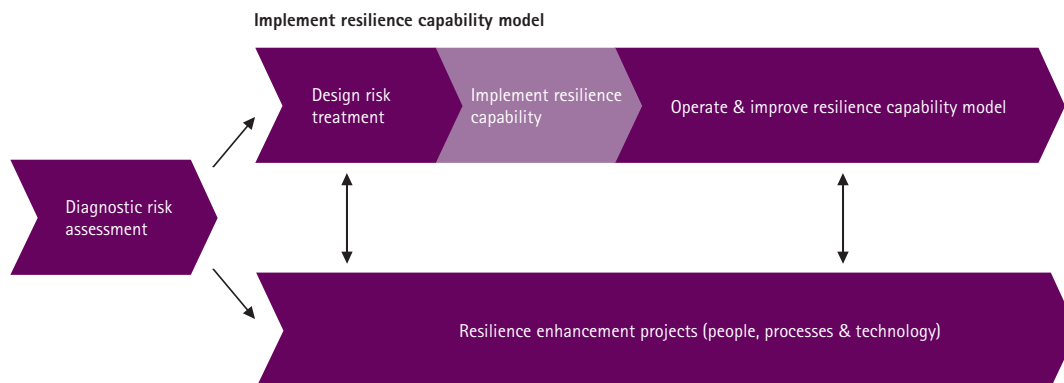 Implement resilience capability model
Design risk
treatment
Implement resilience
capability
Operate & improve resilience capability model
Diagnostic risk
assessment
Resilience enhancement projects (people, processes & technology)